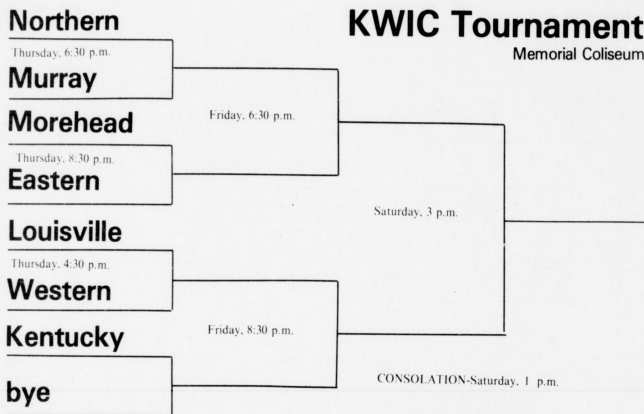 Northern
KWIC Tournament
Memorial Coliseum
Thursday, 6:30 p.m.
Murray
Friday, 6:30 p.m.
Morehead
Thursday, 8:30 p.m.
Eastern
Saturday, 3 p.m.
Louisville
Thursday, 4:30 p.m.
Western
Friday, 8:30 p.m.
Kentucky
CONSOLATION-Saturday, 1 p.m.
bye